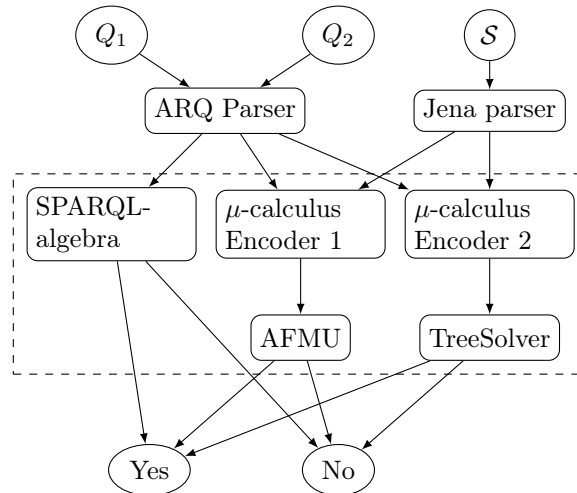 Q₁ Q₂ 𝒮
ARQ Parser Jena parser
SPARQL-
algebra
μ-calculus
Encoder 1
μ-calculus
Encoder 2
AFMU TreeSolver
Yes No